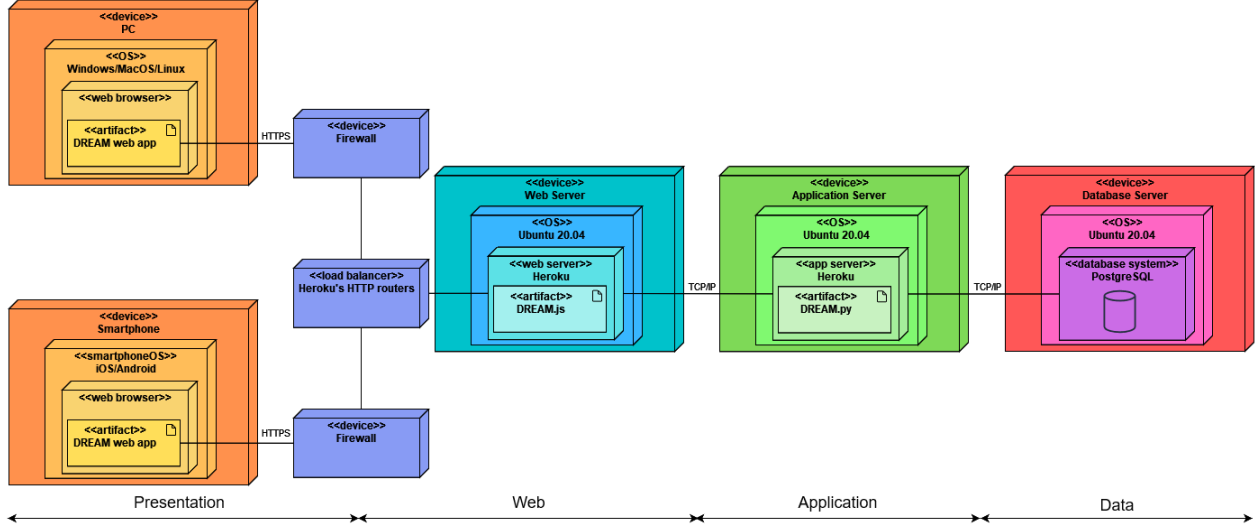 <<device>>
PC
<<OS>>
Windows/MacOS/Linux
<<web browser>>
<<artifact>>
DREAM web app
HTTPS
<<device>>
Firewall
<<load balancer>>
Heroku's HTTP routers
<<device>>
Smartphone
<<smartphoneOS>>
iOS/Android
<<web browser>>
<<artifact>>
DREAM web app
HTTPS
<<device>>
Firewall
<<device>>
Web Server
<<OS>>
Ubuntu 20.04
<<web server>>
Heroku
<<artifact>>
DREAM.js
TCP/IP
<<device>>
Application Server
<<OS>>
Ubuntu 20.04
<<app server>>
Heroku
<<artifact>>
DREAM.py
TCP/IP
<<device>>
Database Server
<<OS>>
Ubuntu 20.04
<<database system>>
PostgreSQL
Presentation
Web
Application
Data